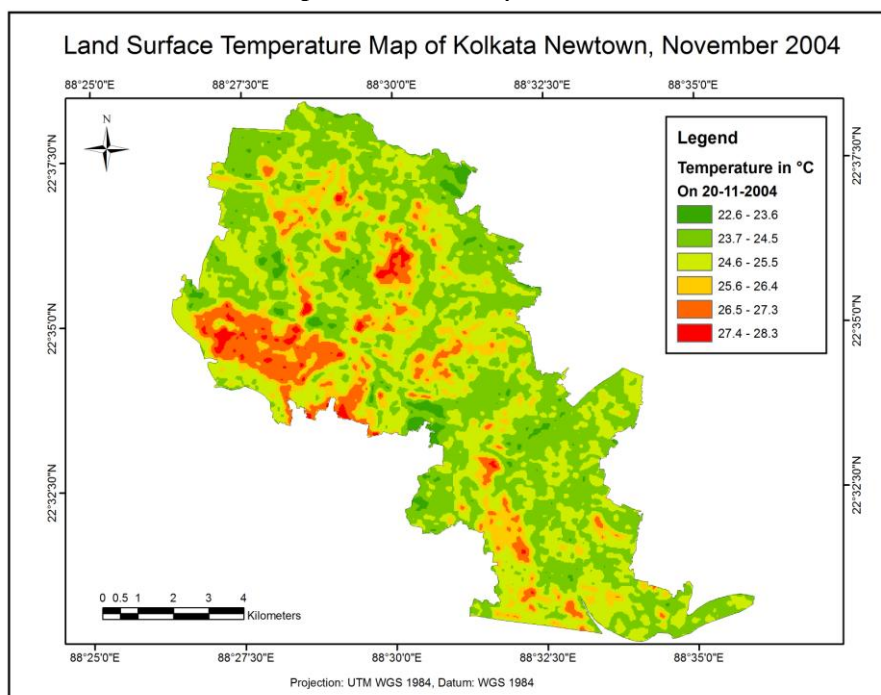 Land Surface Temperature Map of Kolkata Newtown, November 2004
88°25'0"E 88°27'30"E 88°30'0"E 88°32'30"E 88°35'0"E
N
22°37'30"N
22°37'30"N
Legend
Temperature in °C
On 20-11-2004
22.6 - 23.6
23.7 - 24.5
24.6 - 25.5
25.6 - 26.4
26.5 - 27.3
27.4 - 28.3
22°35'0"N
22°35'0"N
22°32'30"N
22°32'30"N
0 0.5 1 2 3 4
Kilometers
88°25'0"E 88°27'30"E 88°30'0"E 88°32'30"E 88°35'0"E
Projection: UTM WGS 1984, Datum: WGS 1984